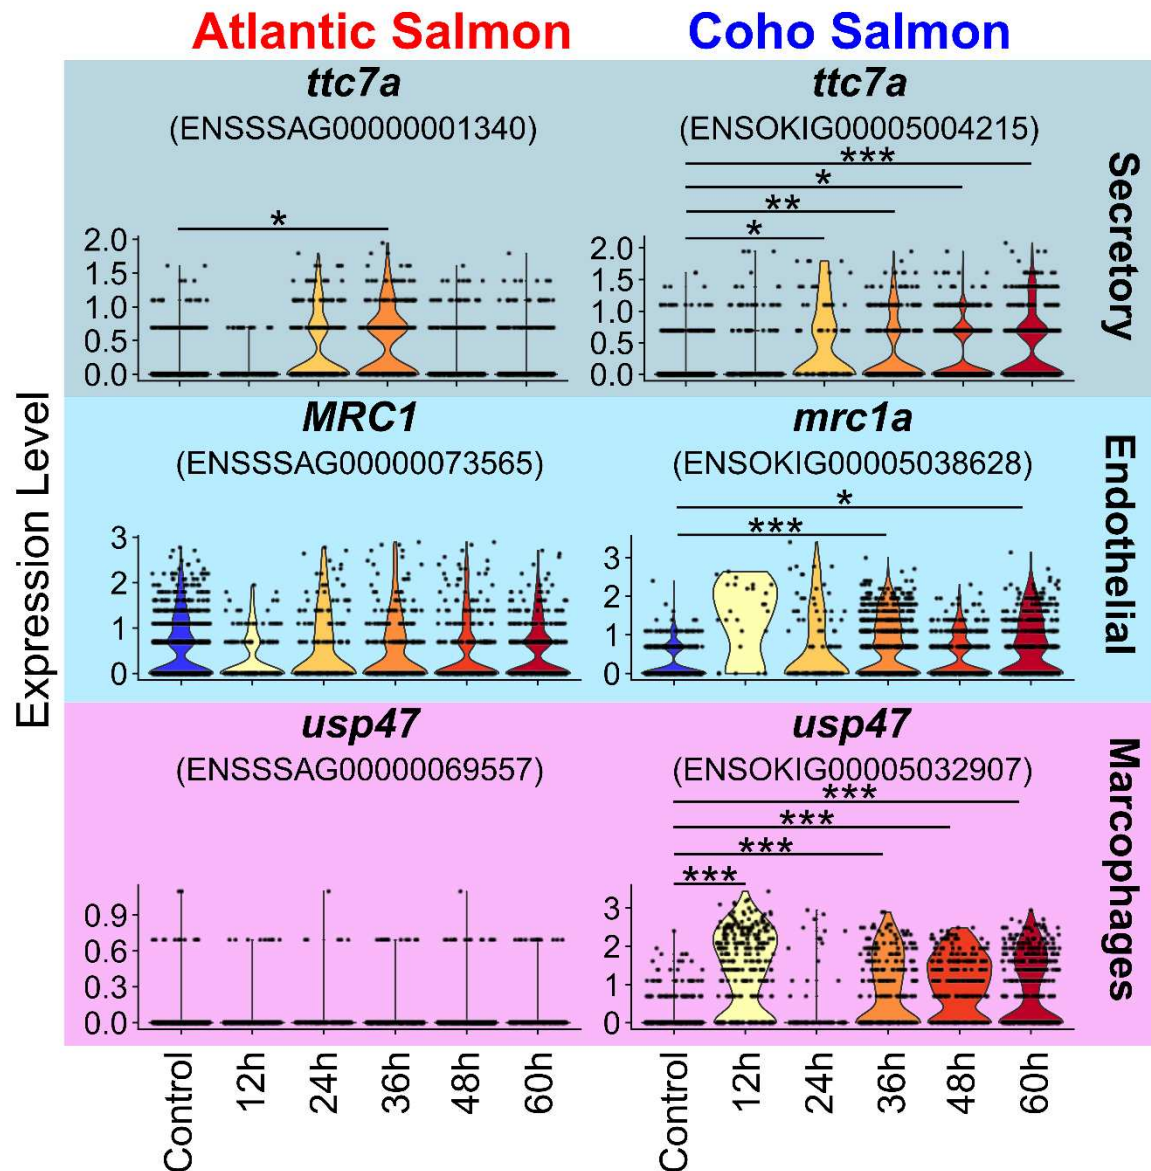 Atlantic Salmon
Coho Salmon
ttc7a
(ENSSSAG00000001340)
ttc7a
(ENSOKIG00005004215)
Secretory
*
***
*
**
*
2.0
1.5
1.0
0.5
0.0
2.0
1.5
1.0
0.5
0.0
Expression Level
MRC1
(ENSSSAG00000073565)
mrc1a
(ENSOKIG00005038628)
Endothelial
*
***
3
2
1
0
3
2
1
0
usp47
(ENSSSAG00000069557)
usp47
(ENSOKIG00005032907)
Marcophages
***
***
***
***
0.9
0.6
0.3
0.0
3
2
1
0
Control 12h 24h 36h 48h 60h
Control 12h 24h 36h 48h 60h